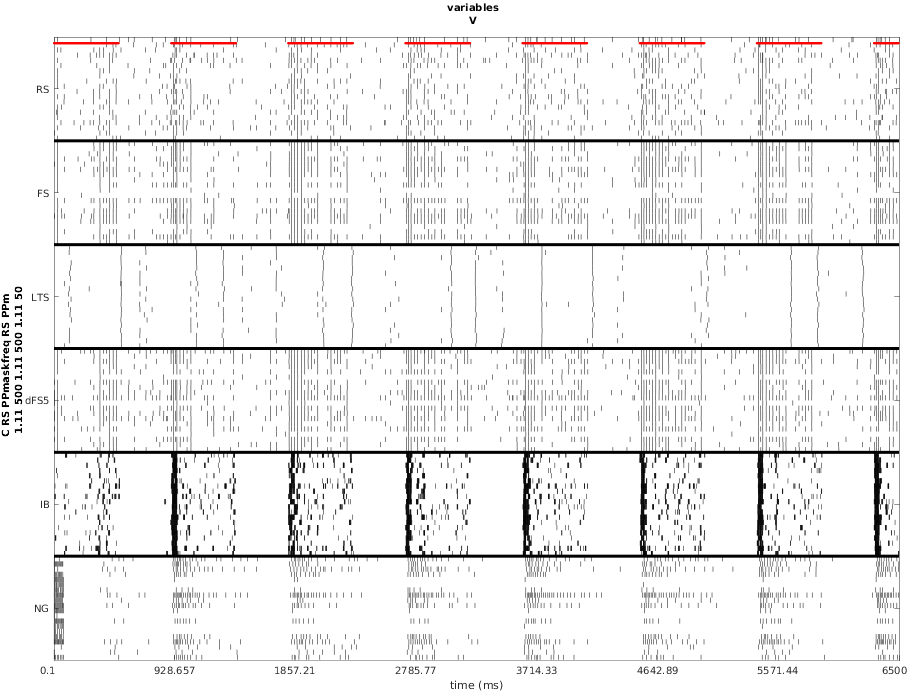 variables
V
C RS PPmaskfreq RS PPm
1.11 500 1.11 500 1.11 50
RS
FS
LTS
dFS5
IB
NG
0.1 928.657 1857.21 2785.77 3714.33 4642.89 5571.44 6500
time (ms)